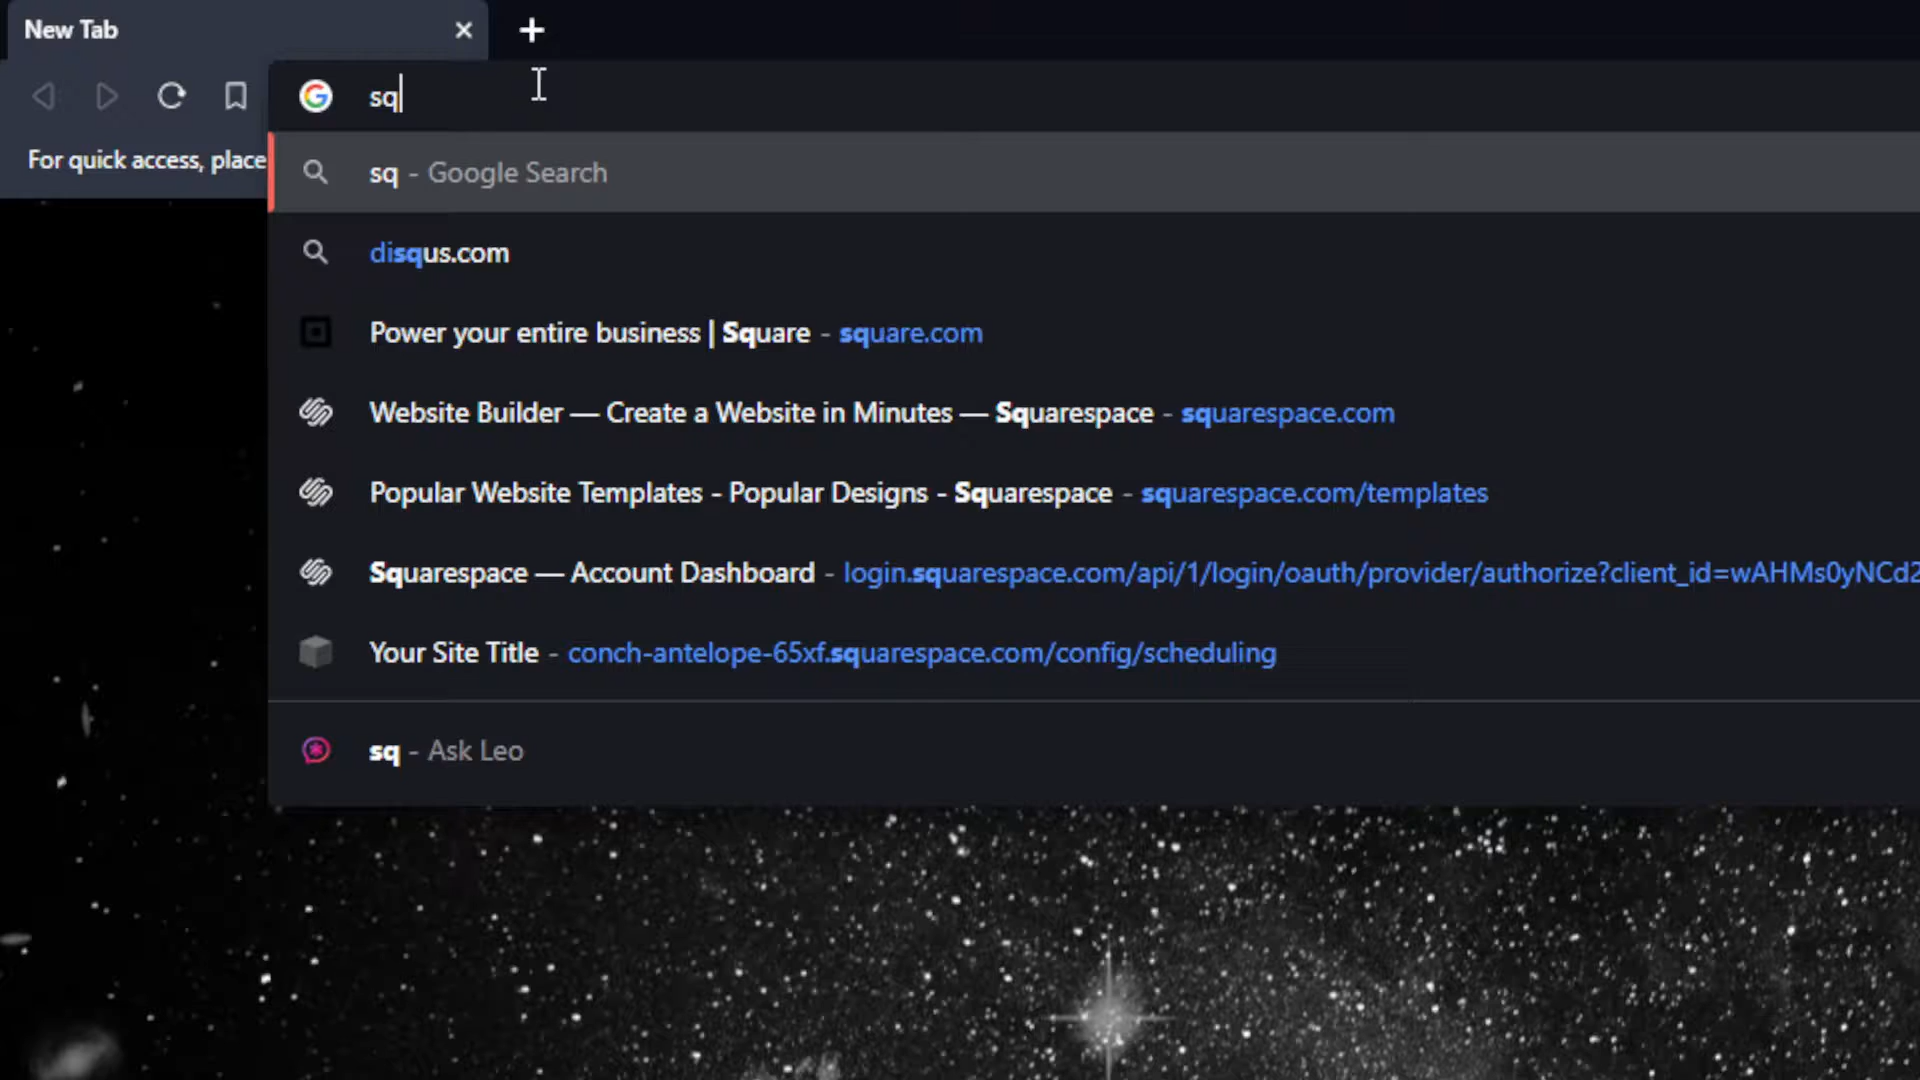 New Tab
sq
For quick access, place
sq - Google Search
disqus.com
Power your entire business | Square - square.com
Website Builder — Create a Website in Minutes — Squarespace - squarespace.com
Popular Website Templates - Popular Designs - Squarespace - squarespace.com/templates
Squarespace — Account Dashboard - login.squarespace.com/api/1/login/oauth/provider/authorize?client_id=wAHMs0yNCd2
Your Site Title - conch-antelope-65xf.squarespace.com/config/scheduling
sq - Ask Leo